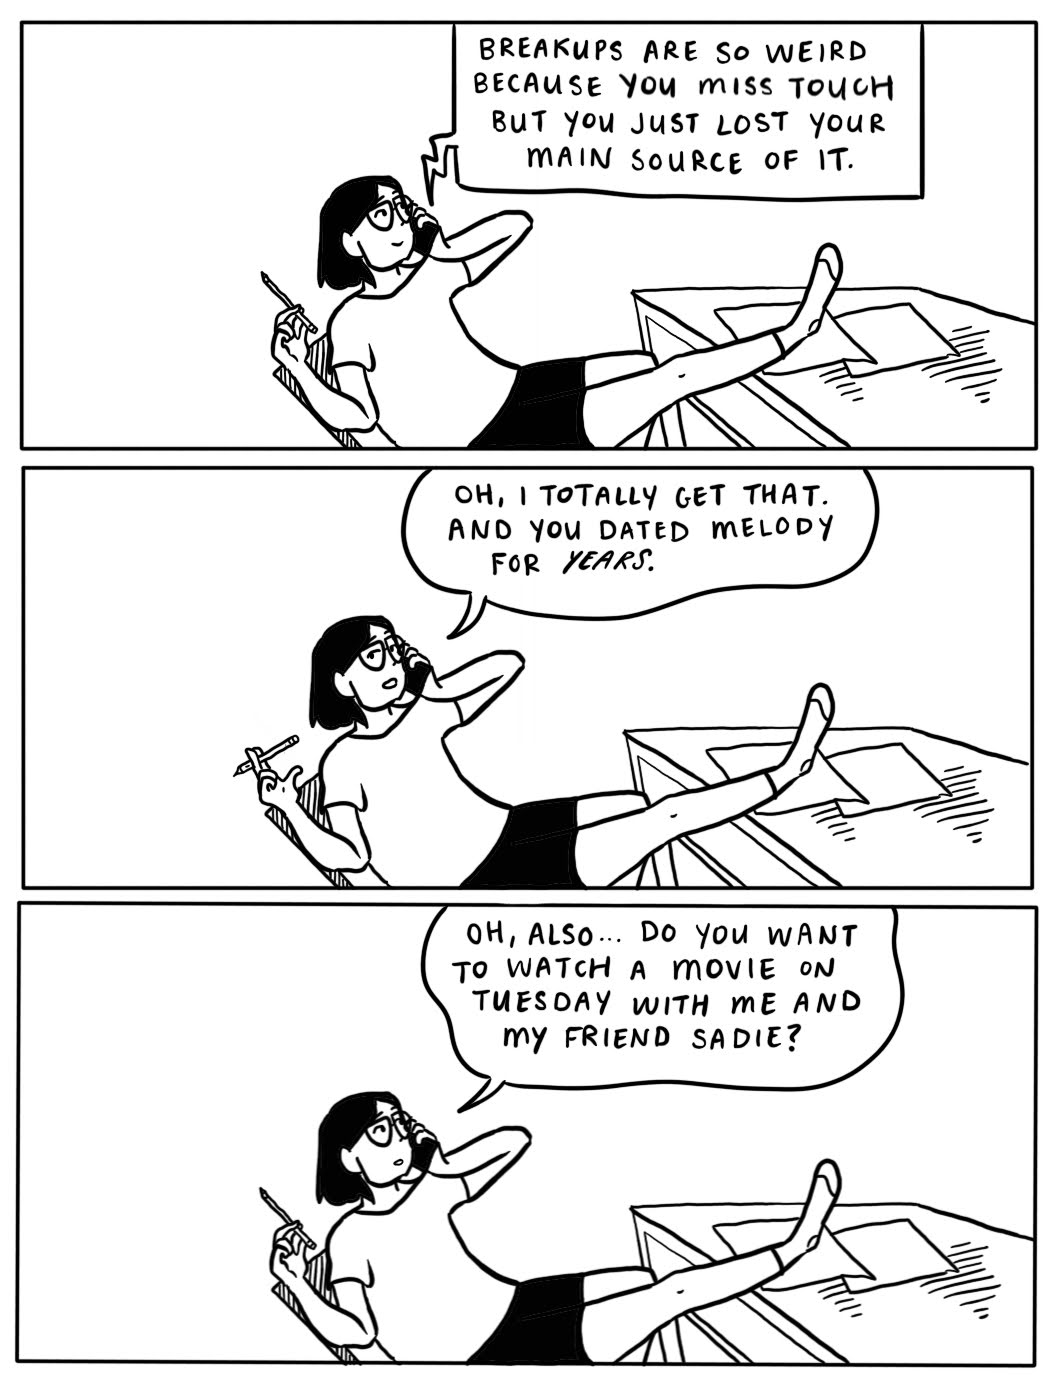 BREAKUPS ARE SO WEIRD
BECAUSE YOU MISS TOUCH
BUT YOU JUST LOST YOUR
MAIN SOURCE OF IT.
OH, I TOTALLY GET THAT.
AND YOU DATED MELODY
FOR YEARS.
OH, ALSO... DO YOU WANT
TO WATCH A MOVIE ON
TUESDAY WITH ME AND
MY FRIEND SADIE?